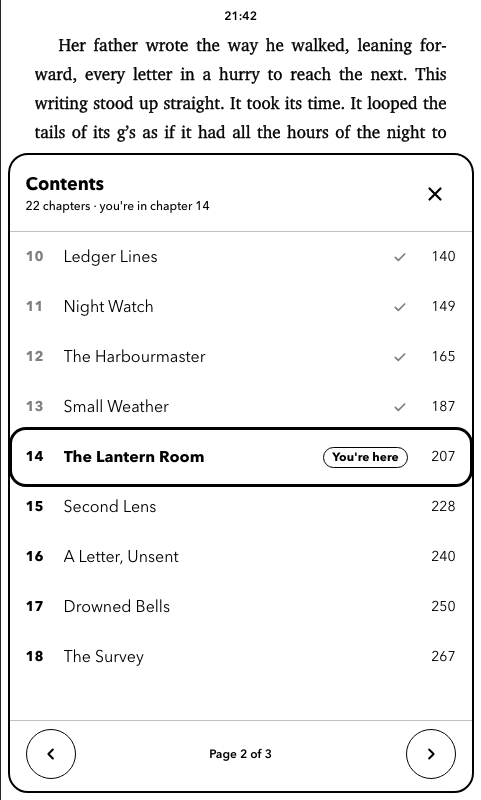 21:42
Her father wrote the way he walked, leaning for-
ward, every letter in a hurry to reach the next. This
writing stood up straight. It took its time. It looped the
tails of its g’s as if it had all the hours of the night to
Contents
22 chapters · you're in chapter 14
10 Ledger Lines 140
11 Night Watch 149
12 The Harbourmaster 165
13 Small Weather 187
14 The Lantern Room You're here 207
15 Second Lens 228
16 A Letter, Unsent 240
17 Drowned Bells 250
18 The Survey 267
Page 2 of 3